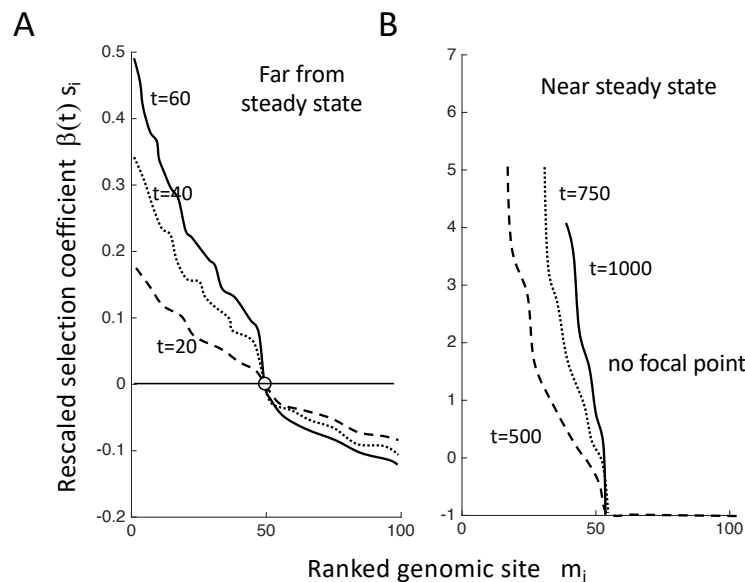 A
B
Rescaled selection coefficient β(t) s_i
0.5
0.4
0.3
0.2
0.1
0
-0.1
-0.2
Far from
steady state
t=60
t=40
t=20
0
50
100
7
6
5
4
3
2
1
0
-1
Near steady state
t=750
t=1000
no focal point
t=500
0
50
100
Ranked genomic site m_i